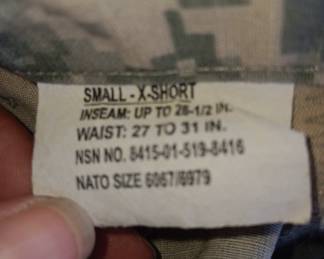 SMALL - X-SHORT
INSEAM: UP TO 26-1/2 IN.
WAIST: 27 TO 31 IN.
NSN NO. 8415-01-519-8416
NATO SIZE 6067/6979